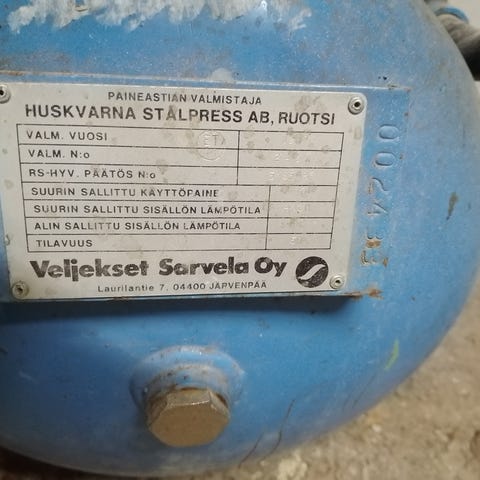 PAINEASTIAN VALMISTAJA
HUSKVARNA STÅLPRESS AB, RUOTSI
VALM. VUOSI
VALM. N:o
RS-HYV. PÄÄTÖS N:o
SUURIN SALLITTU KÄYTTÖPAINE
SUURIN SALLITTU SISÄLLÖN LÄMPÖTILA
ALIN SALLITTU SISÄLLÖN LÄMPÖTILA
TILAVUUS
Veljekset Sarvela Oy
Laurilantie 7, 04400 JÄRVENPÄÄ